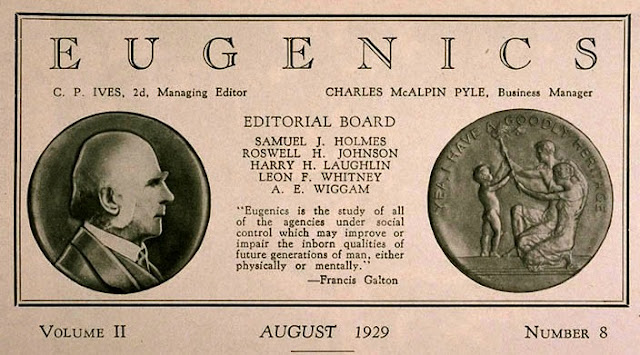 EUGENICS
C. P. IVES, 2d, Managing Editor
CHARLES McALPIN PYLE, Business Manager
EDITORIAL BOARD
SAMUEL J. HOLMES
ROSWELL H. JOHNSON
HARRY H. LAUGHLIN
LEON F. WHITNEY
A. E. WIGGAM
"Eugenics is the study of all
of the agencies under social
control which may improve or
impair the inborn qualities of
future generations of man, either
physically or mentally."
—Francis Galton
YEA, I HAVE A GOODLY HERITAGE
VOLUME II
AUGUST 1929
NUMBER 8